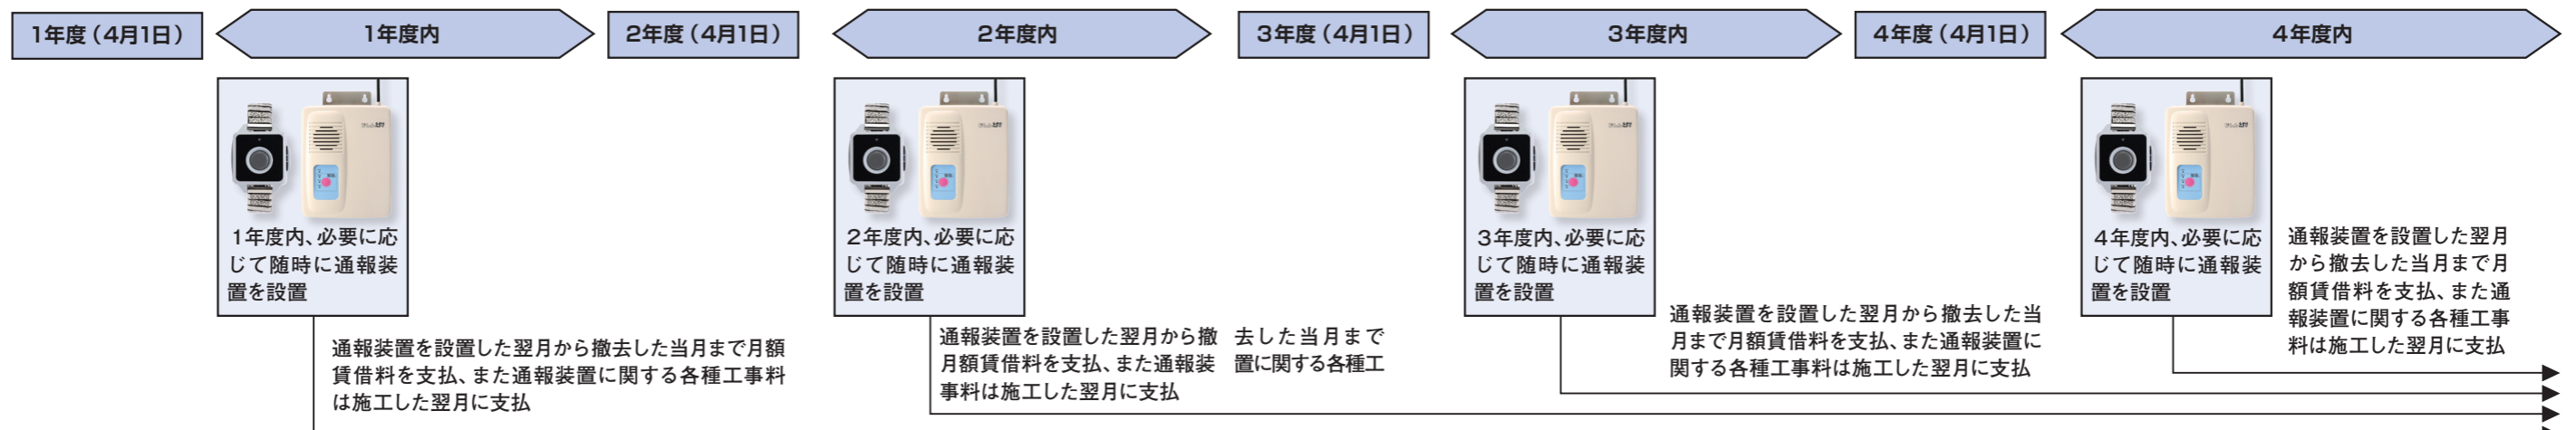 1年度（4月1日）
1年度内
2年度（4月1日）
2年度内
3年度（4月1日）
3年度内
4年度（4月1日）
4年度内
1年度内、必要に応
じて随時に通報装
置を設置
通報装置を設置した翌月から撤去した当月まで月額
賃借料を支払、また通報装置に関する各種工事料
は施工した翌月に支払
2年度内、必要に応
じて随時に通報装
置を設置
通報装置を設置した翌月から撤　去した当月まで
月額賃借料を支払、また通報装　置に関する各種工
事料は施工した翌月に支払
3年度内、必要に応
じて随時に通報装
置を設置
通報装置を設置した翌月から撤去した当
月まで月額賃借料を支払、また通報装置に
関する各種工事料は施工した翌月に支払
4年度内、必要に応
じて随時に通報装
置を設置
通報装置を設置した翌月
から撤去した当月まで月
額賃借料を支払、また通
報装置に関する各種工事
料は施工した翌月に支払